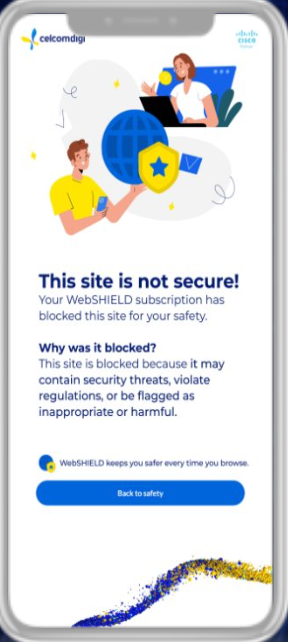 celcomdigi
CISCO
Partner
This site is not secure!
Your WebSHIELD subscription has
blocked this site for your safety.
Why was it blocked?
This site is blocked because it may
contain security threats, violate
regulations, or be flagged as
inappropriate or harmful.
WebSHIELD keeps you safer every time you browse.
Back to safety